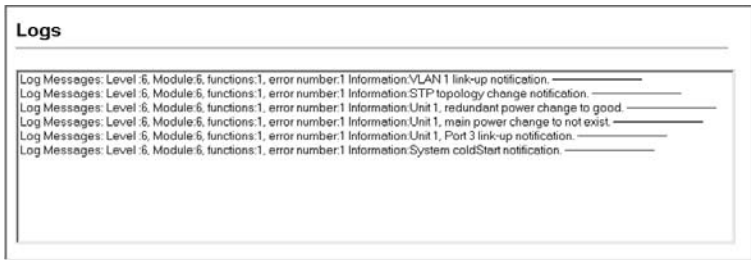 Logs
Log Messages: Level :6, Module:6, functions:1, error number:1 Information:VLAN 1 link-up notification.
Log Messages: Level :6, Module:6, functions:1, error number:1 Information:STP topology change notification.
Log Messages: Level :6, Module:6, functions:1, error number:1 Information:Unit 1, redundant power change to good.
Log Messages: Level :6, Module:6, functions:1, error number:1 Information:Unit 1, main power change to not exist.
Log Messages: Level :6, Module:6, functions:1, error number:1 Information:Unit 1, Port 3 link-up notification.
Log Messages: Level :6, Module:6, functions:1, error number:1 Information:System coldStart notification.